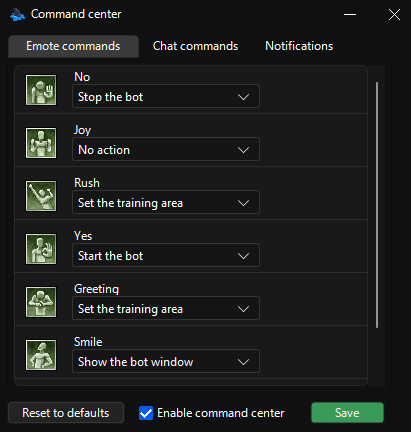 Command center
Emote commands Chat commands Notifications
No
Stop the bot
Joy
No action
Rush
Set the training area
Yes
Start the bot
Greeting
Set the training area
Smile
Show the bot window
Reset to defaults Enable command center Save